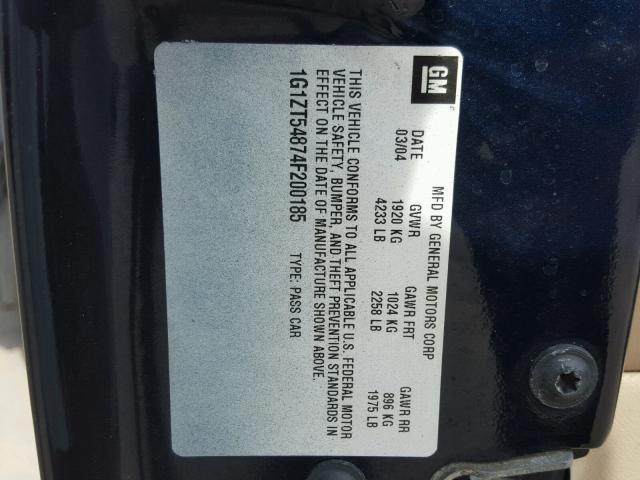 GM
MFD BY GENERAL MOTORS CORP
DATE GVWR GAWR FRT GAWR RR
03/04 1920 KG 1024 KG 896 KG
4233 LB 2258 LB 1975 LB
THIS VEHICLE CONFORMS TO ALL APPLICABLE U.S. FEDERAL MOTOR
VEHICLE SAFETY, BUMPER, AND THEFT PREVENTION STANDARDS IN
EFFECT ON THE DATE OF MANUFACTURE SHOWN ABOVE.
1G1ZT54874F200185 TYPE: PASS CAR